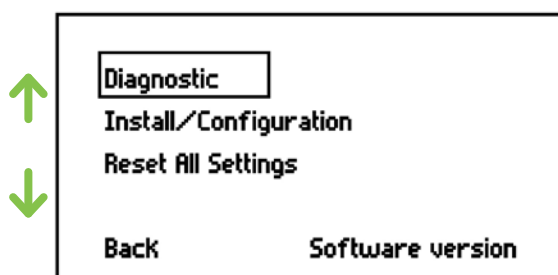 Diagnostic
Install/Configuration
Reset All Settings
Back Software version